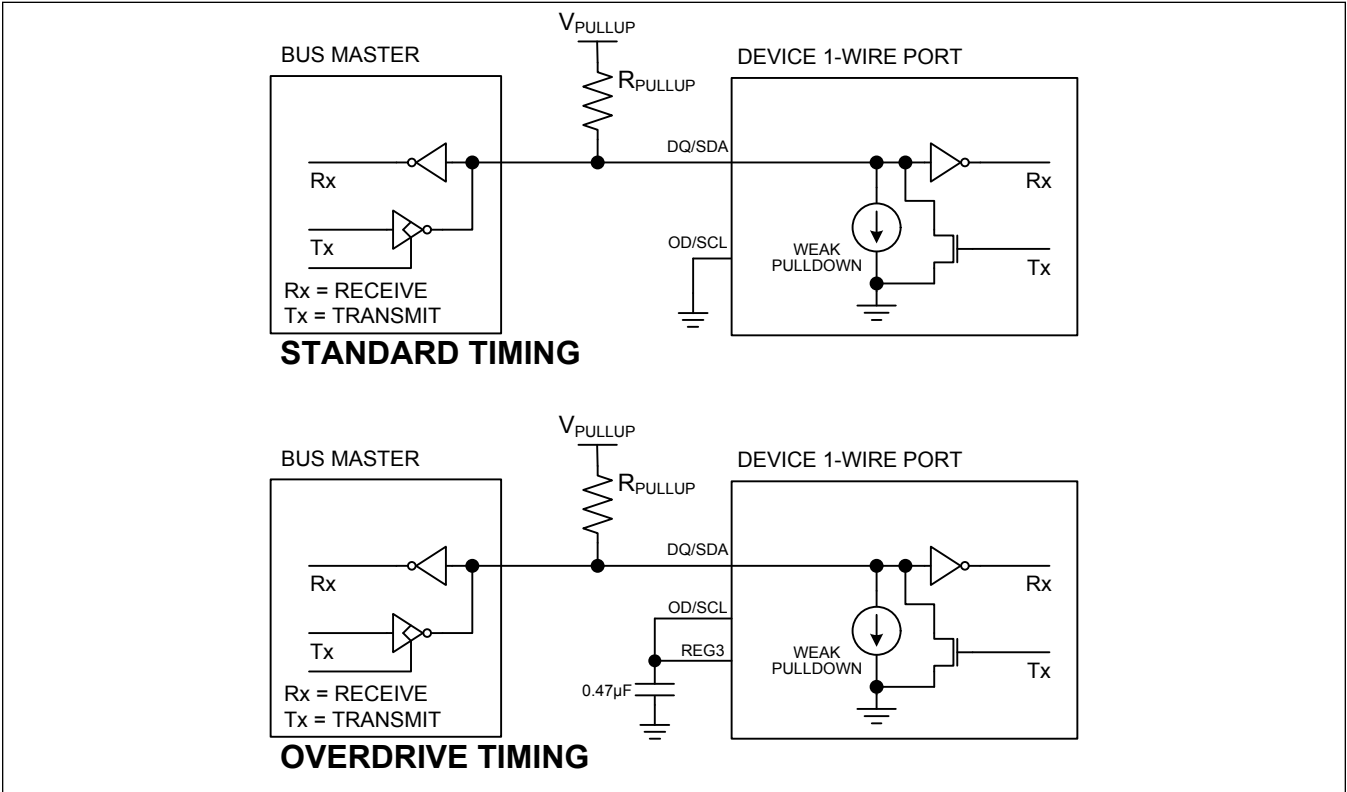 VPULLUP
BUS MASTER
DEVICE 1-WIRE PORT
RPULLUP
DQ/SDA
Rx
Rx
Tx
OD/SCL
WEAK
PULLDOWN
Tx
Rx = RECEIVE
Tx = TRANSMIT
STANDARD TIMING
VPULLUP
BUS MASTER
DEVICE 1-WIRE PORT
RPULLUP
DQ/SDA
Rx
Rx
OD/SCL
Tx
REG3
WEAK
PULLDOWN
Tx
0.47µF
Rx = RECEIVE
Tx = TRANSMIT
OVERDRIVE TIMING